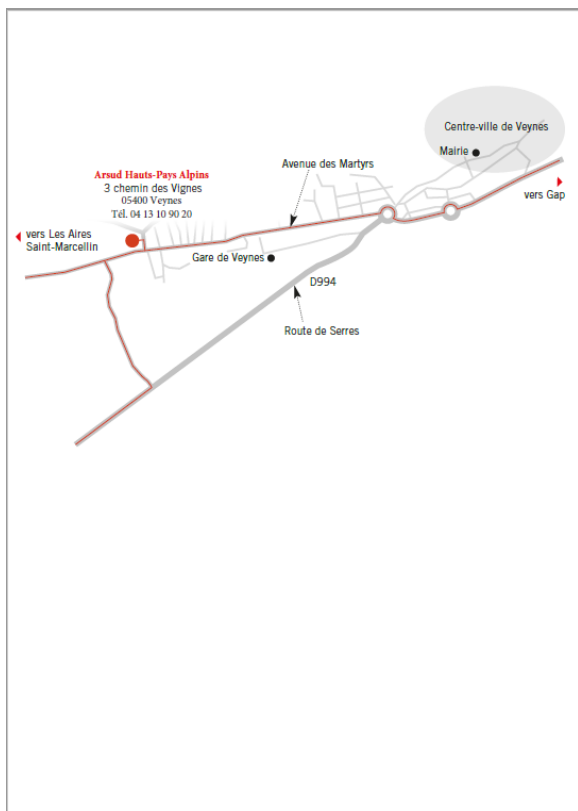 Centre-ville de Veynes
Mairie
Avenue des Martyrs
Arsud Hauts-Pays Alpins
3 chemin des Vignes
05400 Veynes
Tél. 04 13 10 90 20
vers Gap
vers Les Aires
Saint-Marcellin
Gare de Veynes
D994
Route de Serres